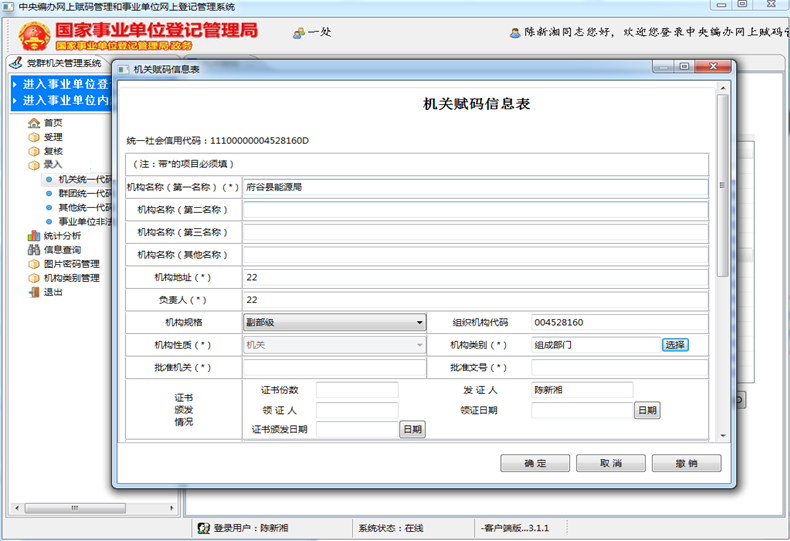 中央编办网上赋码管理和事业单位网上登记管理系统
国家事业单位登记管理局
国家事业单位登记管理局.政务
一处
陈新湘同志您好，欢迎您登录中央编办网上赋码
党群机关管理系统
进入事业单位登
进入事业单位内
首页
受理
复核
录入
机关统一代码
群团统一代码
其他统一代码
事业单位非法
统计分析
信息查询
图片密码管理
机构类别管理
退出
机关赋码信息表
机关赋码信息表
统一社会信用代码：11100000004528160D
（注：带*的项目必须填）
机构名称（第一名称）(*) 府谷县能源局
机构名称（第二名称）
机构名称（第三名称）
机构名称（其他名称）
机构地址(*) 22
负责人(*) 22
机构规格 副部级 组织机构代码 004528160
机构性质(*) 机关 机构类别(*) 组成部门 选择
批准机关(*) 批准文号(*)
证书颁发情况
证书份数 发 证 人 陈新湘
领 证 人 领证日期 日期
证书颁发日期 日期
确 定 取 消 撤 销
登录用户：陈新湘 系统状态：在线 -客户端版...3.1.1